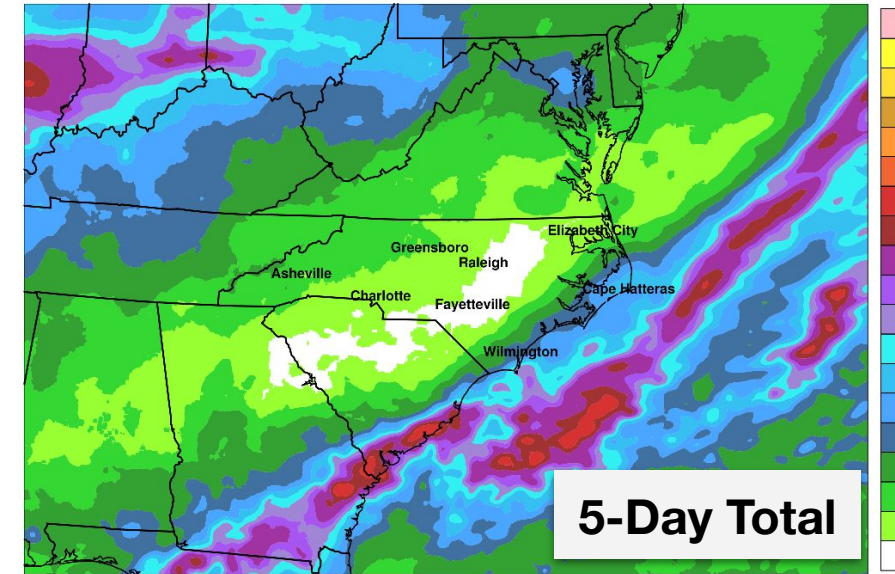 Elizabeth City
Greensboro
Raleigh
Asheville
Cape Hatteras
Charlotte
Fayetteville
Wilmington
5-Day Total